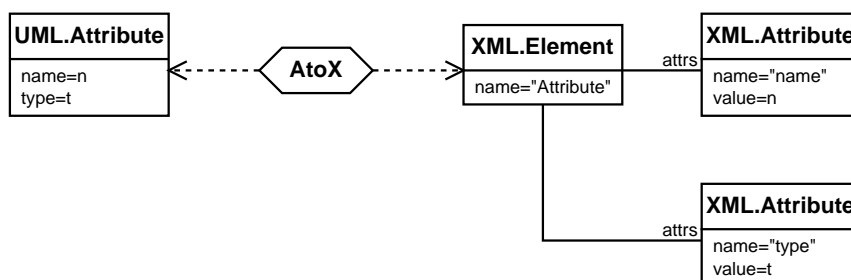 UML.Attribute
name=n
type=t
AtoX
XML.Element
name="Attribute"
attrs
XML.Attribute
name="name"
value=n
attrs
XML.Attribute
name="type"
value=t